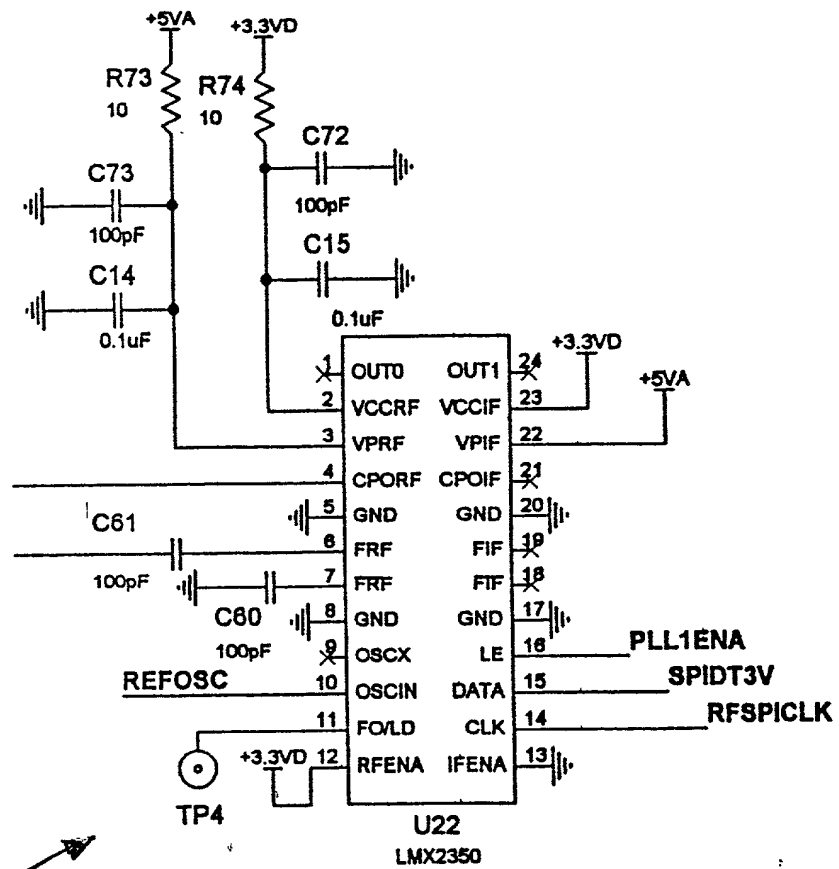 +5VA
+3.3VD
R73
10
R74
10
C72
100pF
C73
100pF
C15
0.1uF
C14
0.1uF
+3.3VD
+5VA
1 OUT0 OUT1 24
2 VCCRF VCCIF 23
3 VPRF VPIF 22
4 CPORF CPOIF 21
5 GND GND 20
6 FRF FIF 19
7 FRF FIF 18
8 GND GND 17
9 OSCX LE 16
10 OSCIN DATA 15
11 FO/LD CLK 14
12 RFENA IFENA 13
C61
100pF
C60
100pF
REFOSC
PLL1ENA
SPIDT3V
RFSPICLK
+3.3VD
TP4
U22
LMX2350